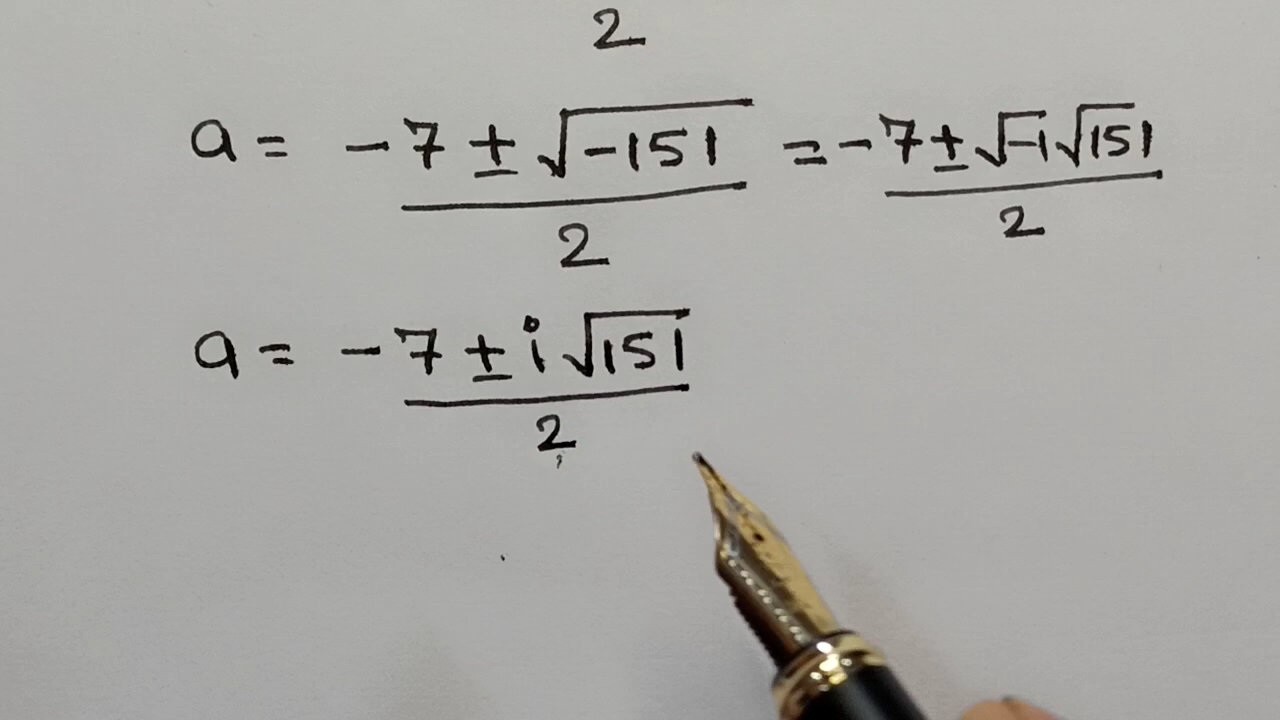 2
a = -7 ± √-151 / 2 = -7 ± √-1 √151 / 2
a = -7 ± i √151 / 2